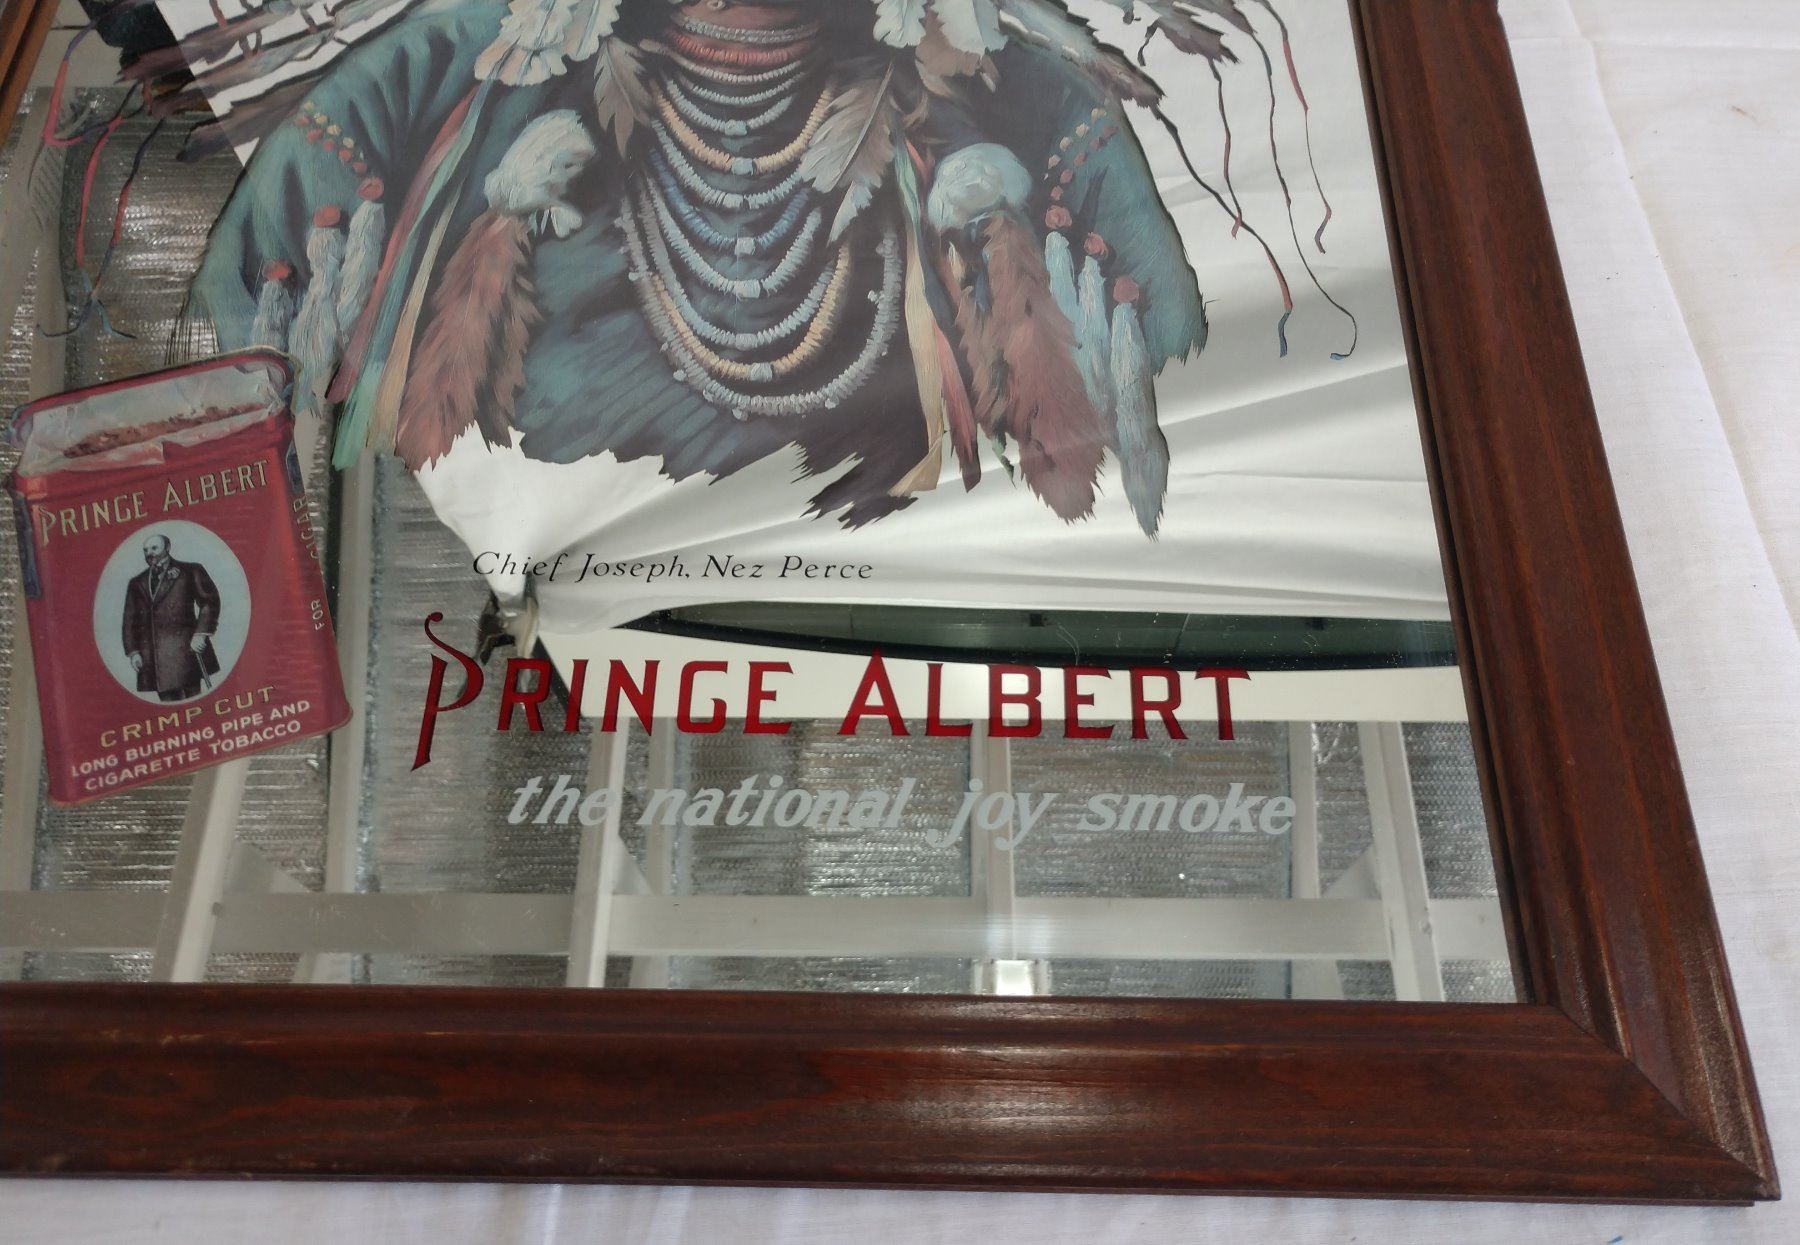 PRINCE ALBERT
CRIMP CUT
LONG BURNING PIPE AND
CIGARETTE TOBACCO
FOR CIGAR
Chief Joseph, Nez Perce
PRINCE ALBERT
the national joy smoke